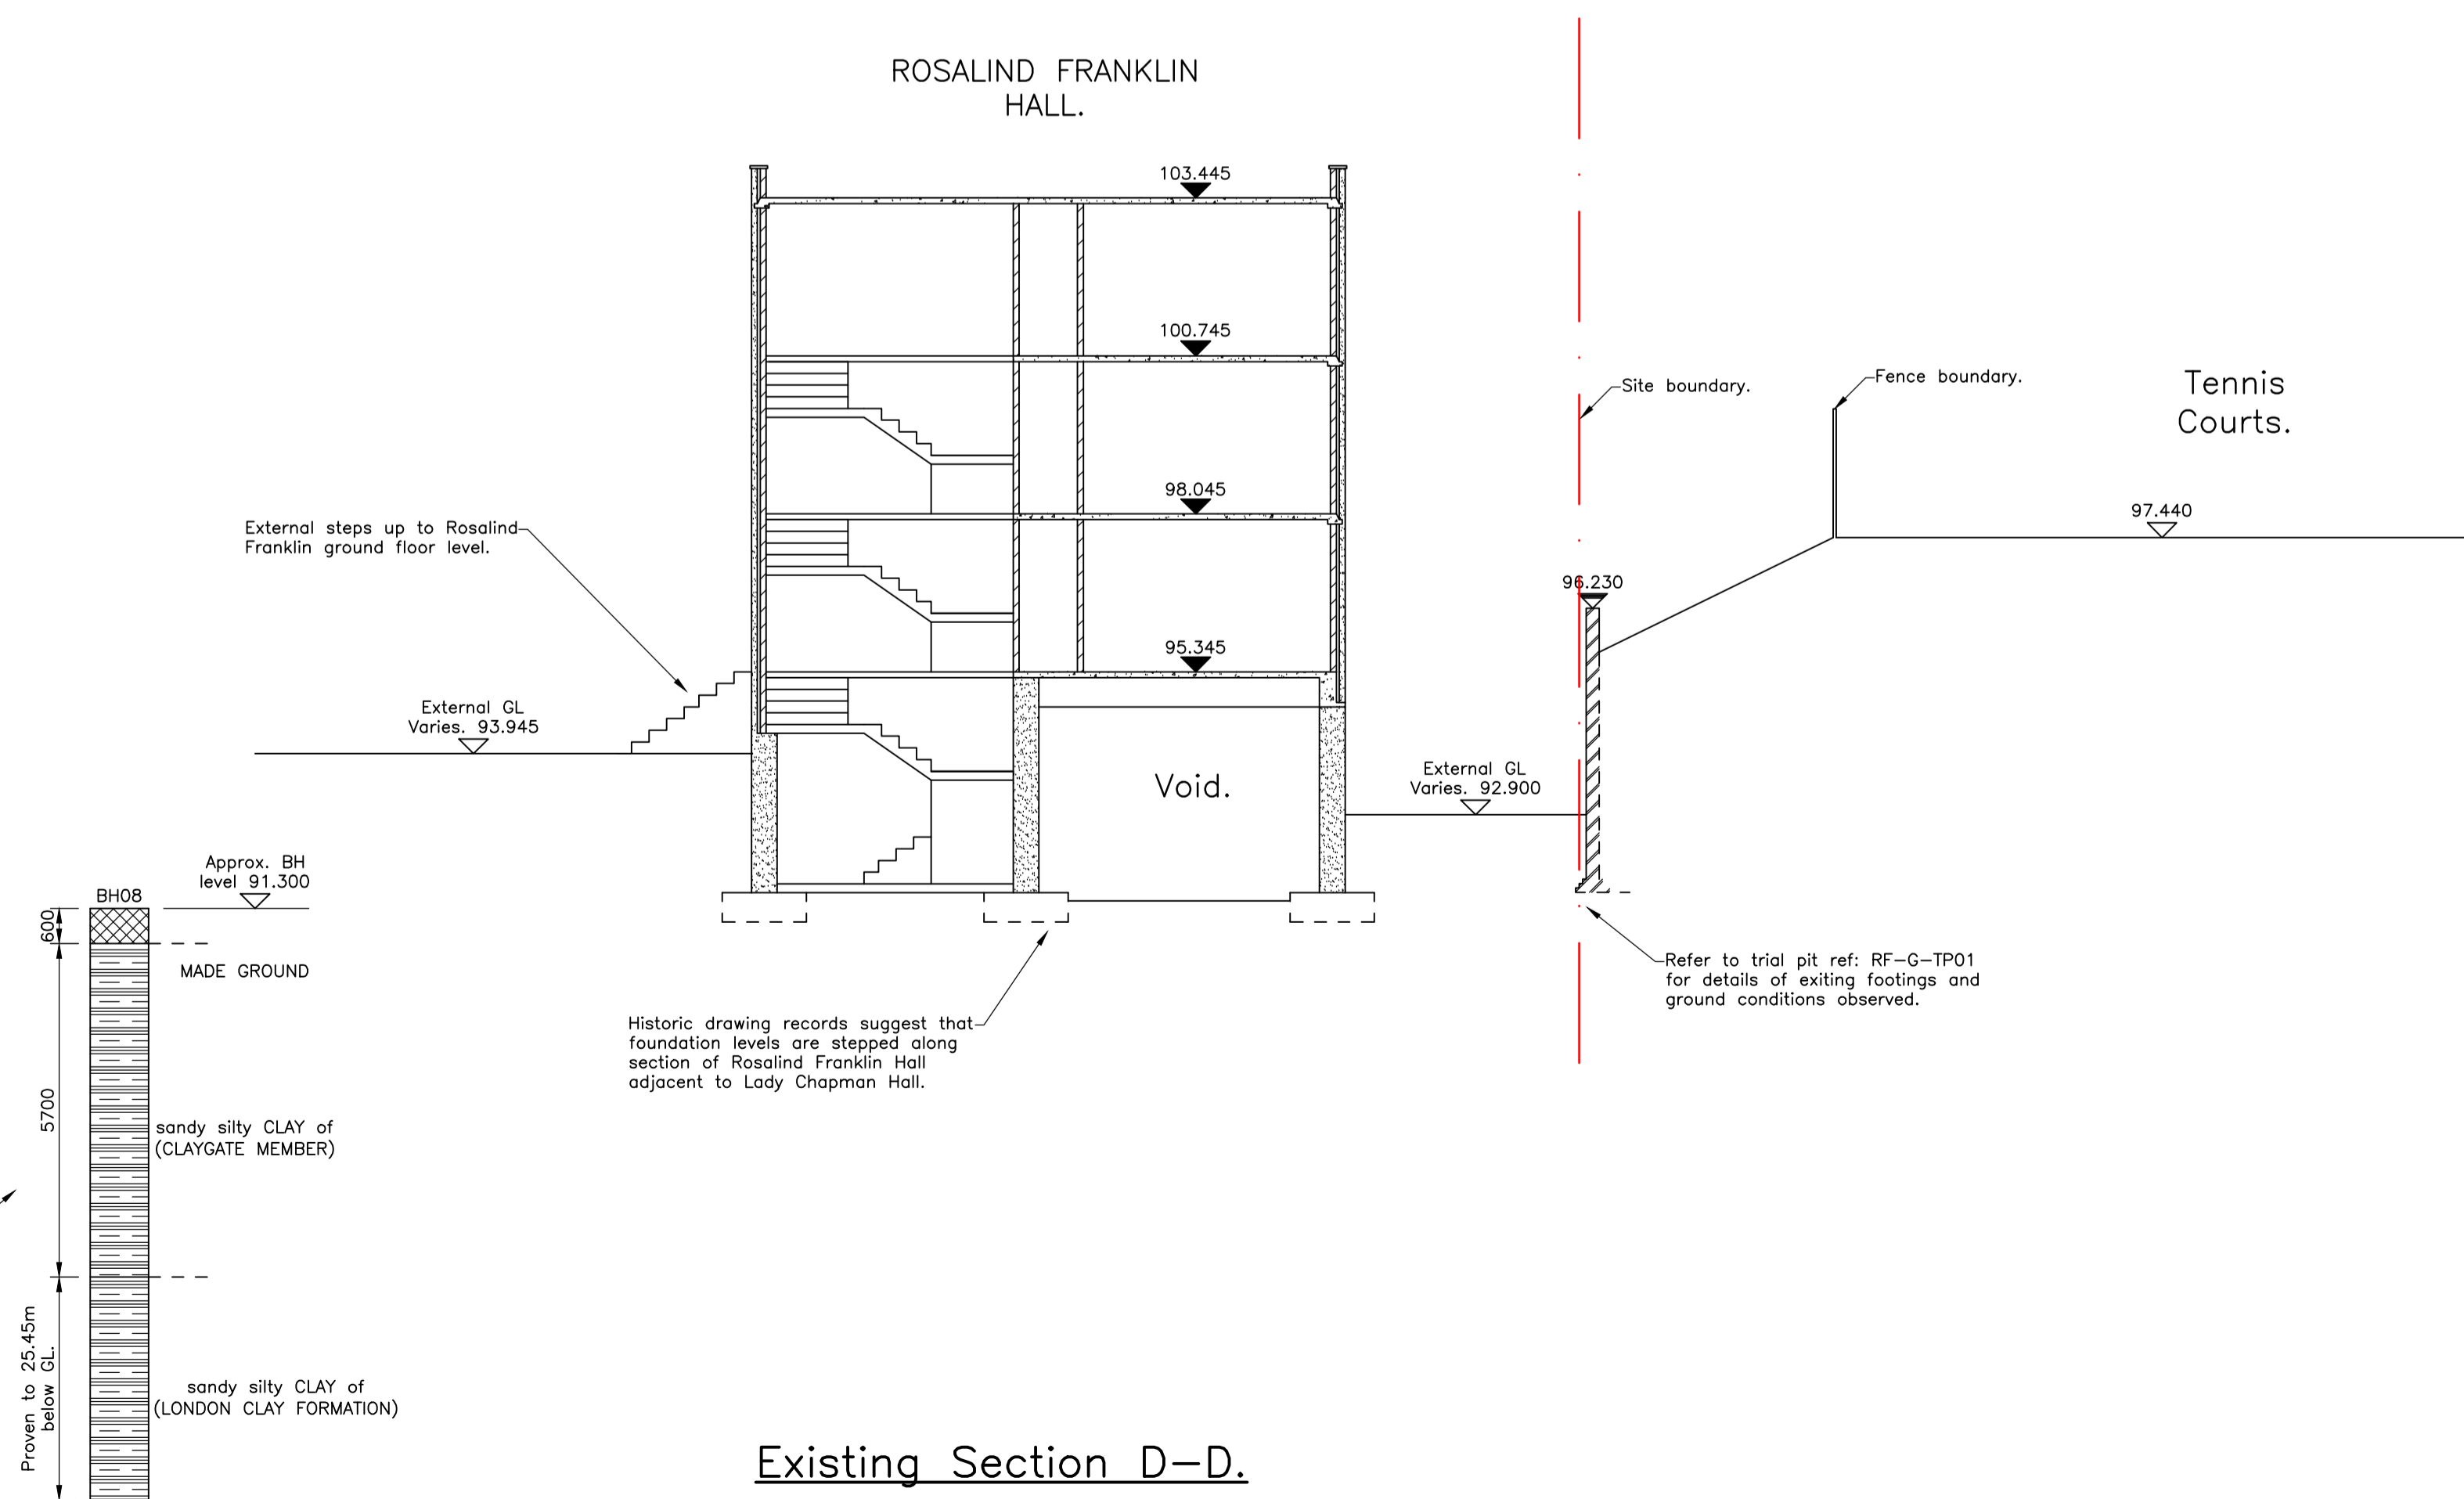 ROSALIND FRANKLIN
HALL.
103.445
100.745
98.045
95.345
Site boundary.
Fence boundary.
Tennis
Courts.
97.440
96.230
External steps up to Rosalind
Franklin ground floor level.
External GL
Varies. 93.945
Void.
External GL
Varies. 92.900
Approx. BH
level 91.300
BH08
600
MADE GROUND
5700
sandy silty CLAY of
(CLAYGATE MEMBER)
Proven to 25.45m
below GL.
sandy silty CLAY of
(LONDON CLAY FORMATION)
Historic drawing records suggest that
foundation levels are stepped along
section of Rosalind Franklin Hall
adjacent to Lady Chapman Hall.
Refer to trial pit ref: RF-G-TP01
for details of exiting footings and
ground conditions observed.
Existing Section D-D.